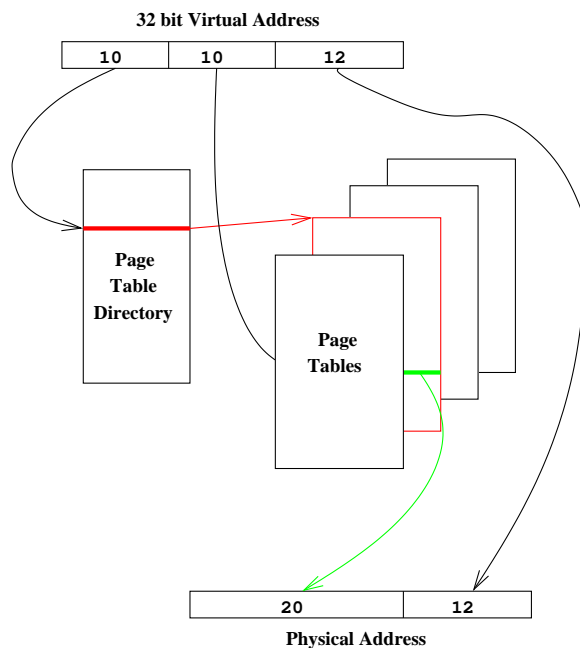 32 bit Virtual Address
10 10 12
Page
Table
Directory
Page
Tables
20 12
Physical Address